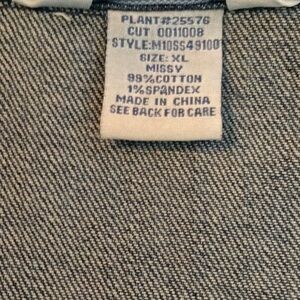 PLANT#25576
CUT 0011008
STYLE:M10SS49100
SIZE: XL
MISSY
99%COTTON
1%SPANDEX
MADE IN CHINA
SEE BACK FOR CARE